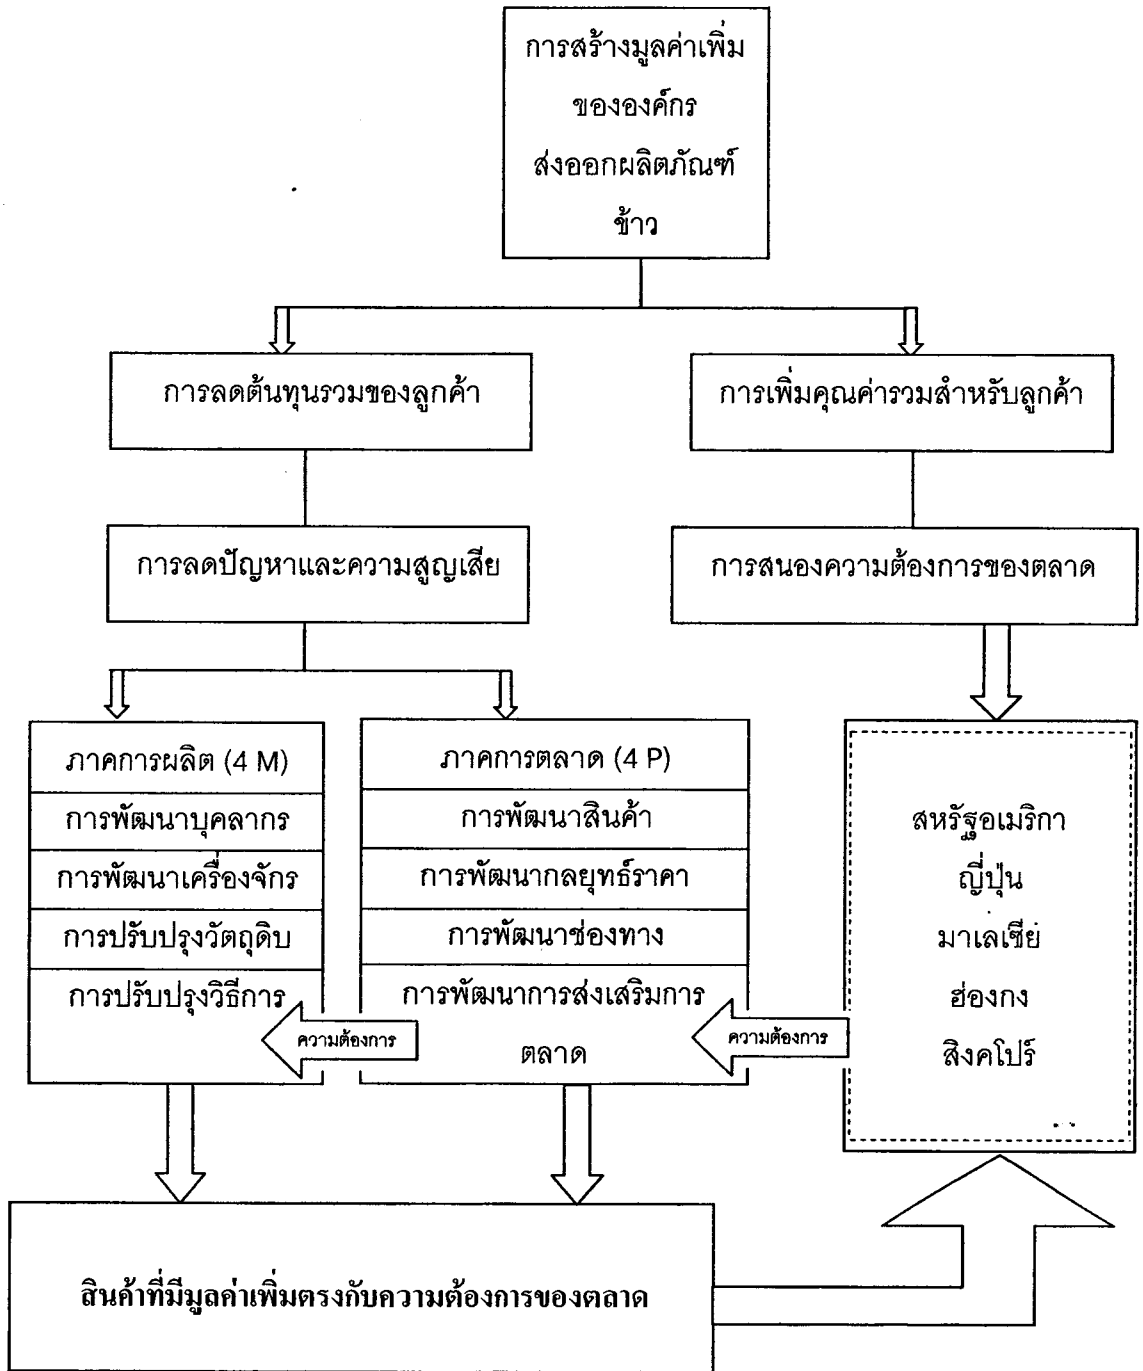 การสร้างมูลค่าเพิ่ม
ขององค์กร
ส่งออกผลิตภัณฑ์
ข้าว
การลดต้นทุนรวมของลูกค้า
การเพิ่มคุณค่ารวมสำหรับลูกค้า
การลดปัญหาและความสูญเสีย
การสนองความต้องการของตลาด
ภาคการผลิต (4 M)
การพัฒนาบุคลากร
การพัฒนาเครื่องจักร
การปรับปรุงวัตถุดิบ
การปรับปรุงวิธีการ
ความต้องการ
ภาคการตลาด (4 P)
การพัฒนาสินค้า
การพัฒนากลยุทธ์ราคา
การพัฒนาช่องทาง
การพัฒนาการส่งเสริมการ
ตลาด
ความต้องการ
สหรัฐอเมริกา
ญี่ปุ่น
มาเลเซีย
ฮ่องกง
สิงคโปร์
สินค้าที่มีมูลค่าเพิ่มตรงกับความต้องการของตลาด